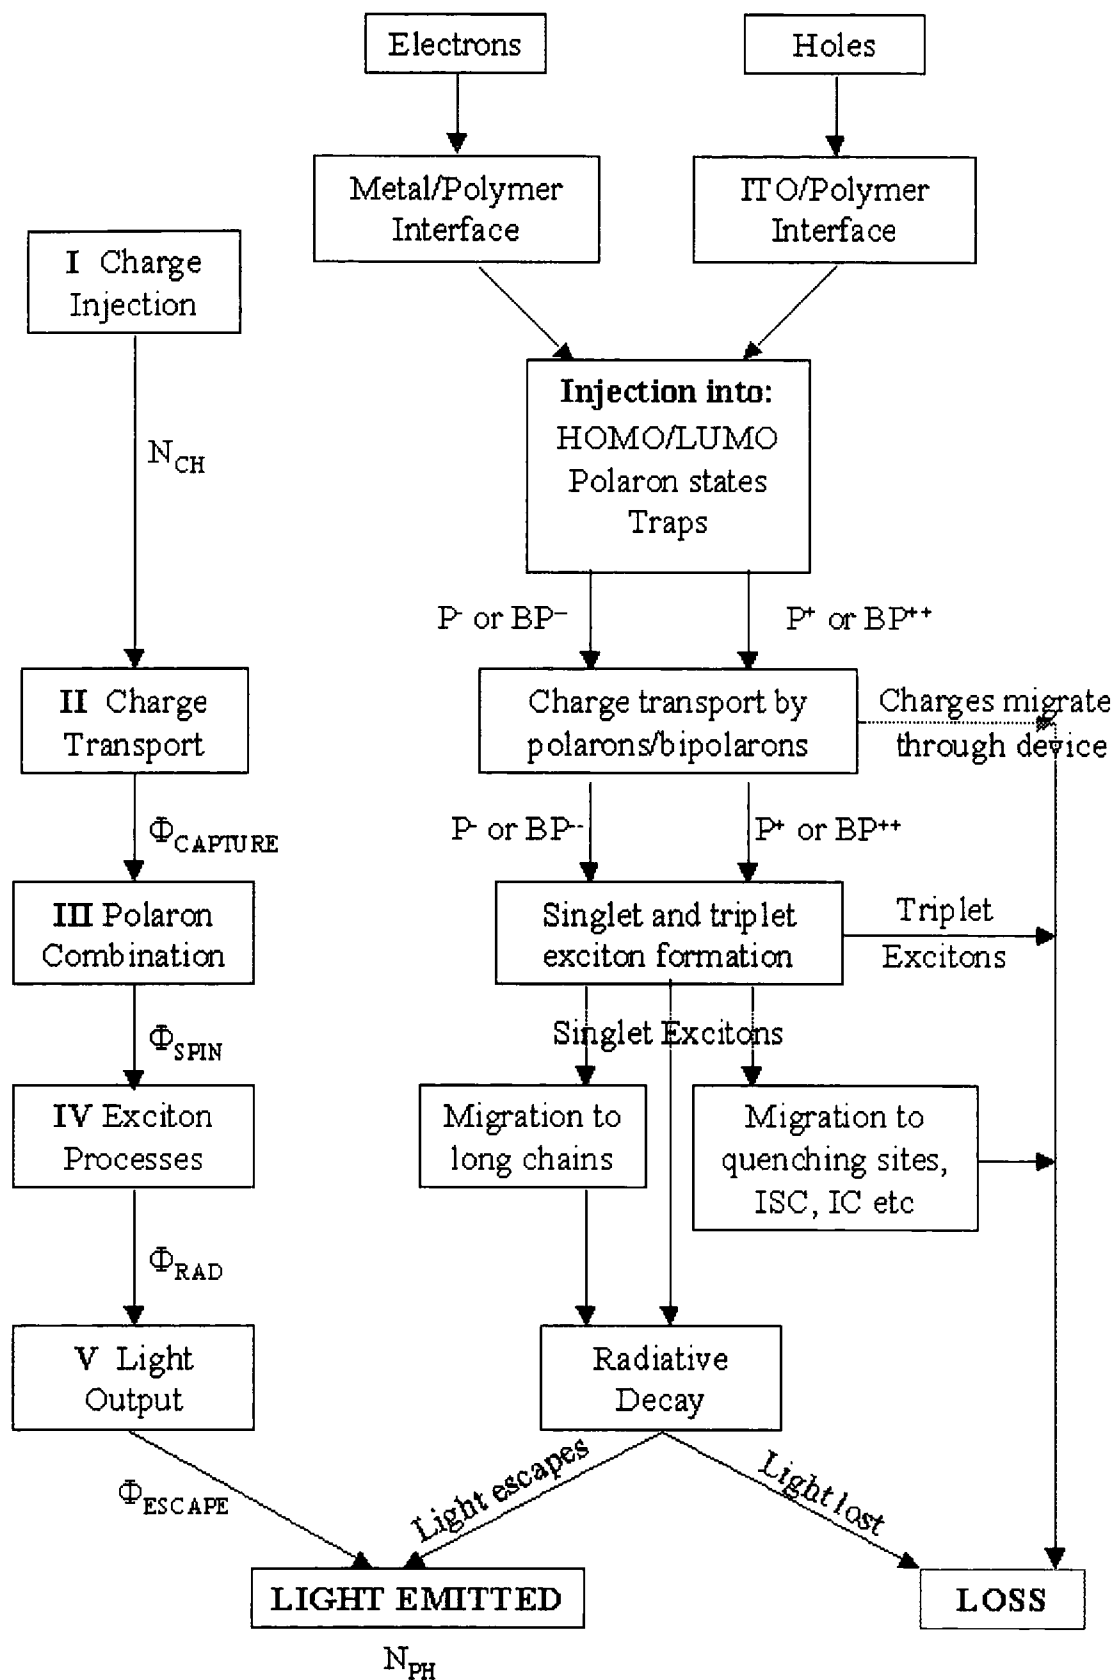 Electrons
Holes
Metal/Polymer
Interface
ITO/Polymer
Interface
I Charge
Injection
Injection into:
HOMO/LUMO
Polaron states
Traps
N_CH
P⁻ or BP⁻
P⁺ or BP⁺⁺
II Charge
Transport
Charge transport by
polarons/bipolarons
Charges migrate
through device
Φ_CAPTURE
P⁻ or BP⁻⁻
P⁺ or BP⁺⁺
III Polaron
Combination
Singlet and triplet
exciton formation
Triplet
Excitons
Φ_SPIN
Singlet Excitons
IV Exciton
Processes
Migration to
long chains
Migration to
quenching sites,
ISC, IC etc
Φ_RAD
V Light
Output
Radiative
Decay
Φ_ESCAPE
Light escapes
Light lost
LIGHT EMITTED
LOSS
N_PH